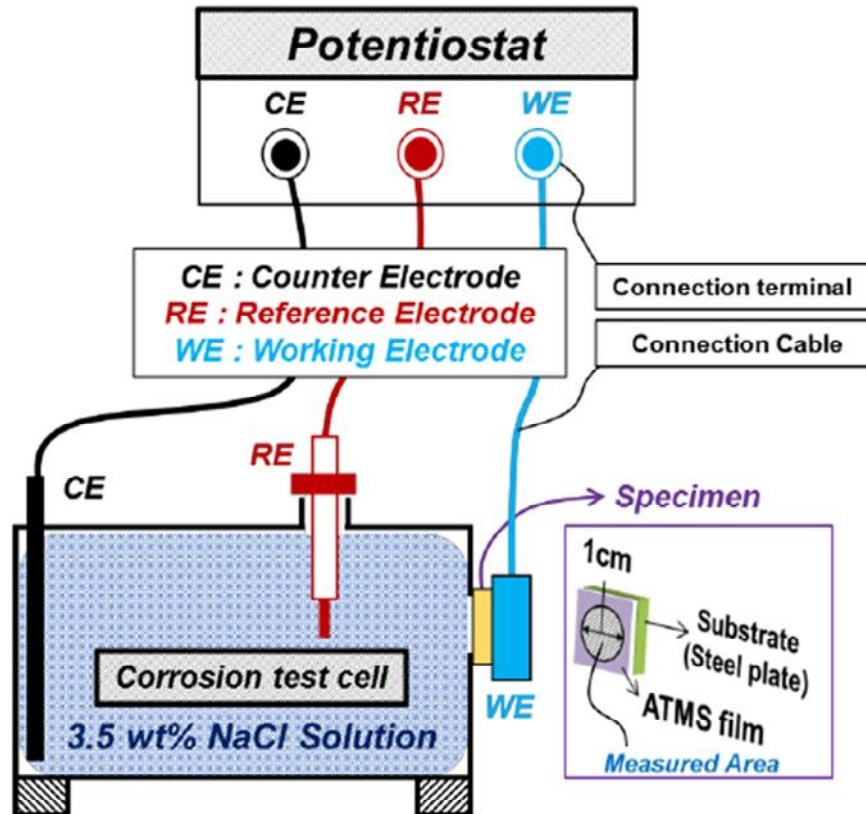 Potentiostat
CE RE WE
CE : Counter Electrode
RE : Reference Electrode
WE : Working Electrode
Connection terminal
Connection Cable
CE
RE
Specimen
1cm
Substrate
(Steel plate)
ATMS film
Measured Area
WE
Corrosion test cell
3.5 wt% NaCl Solution